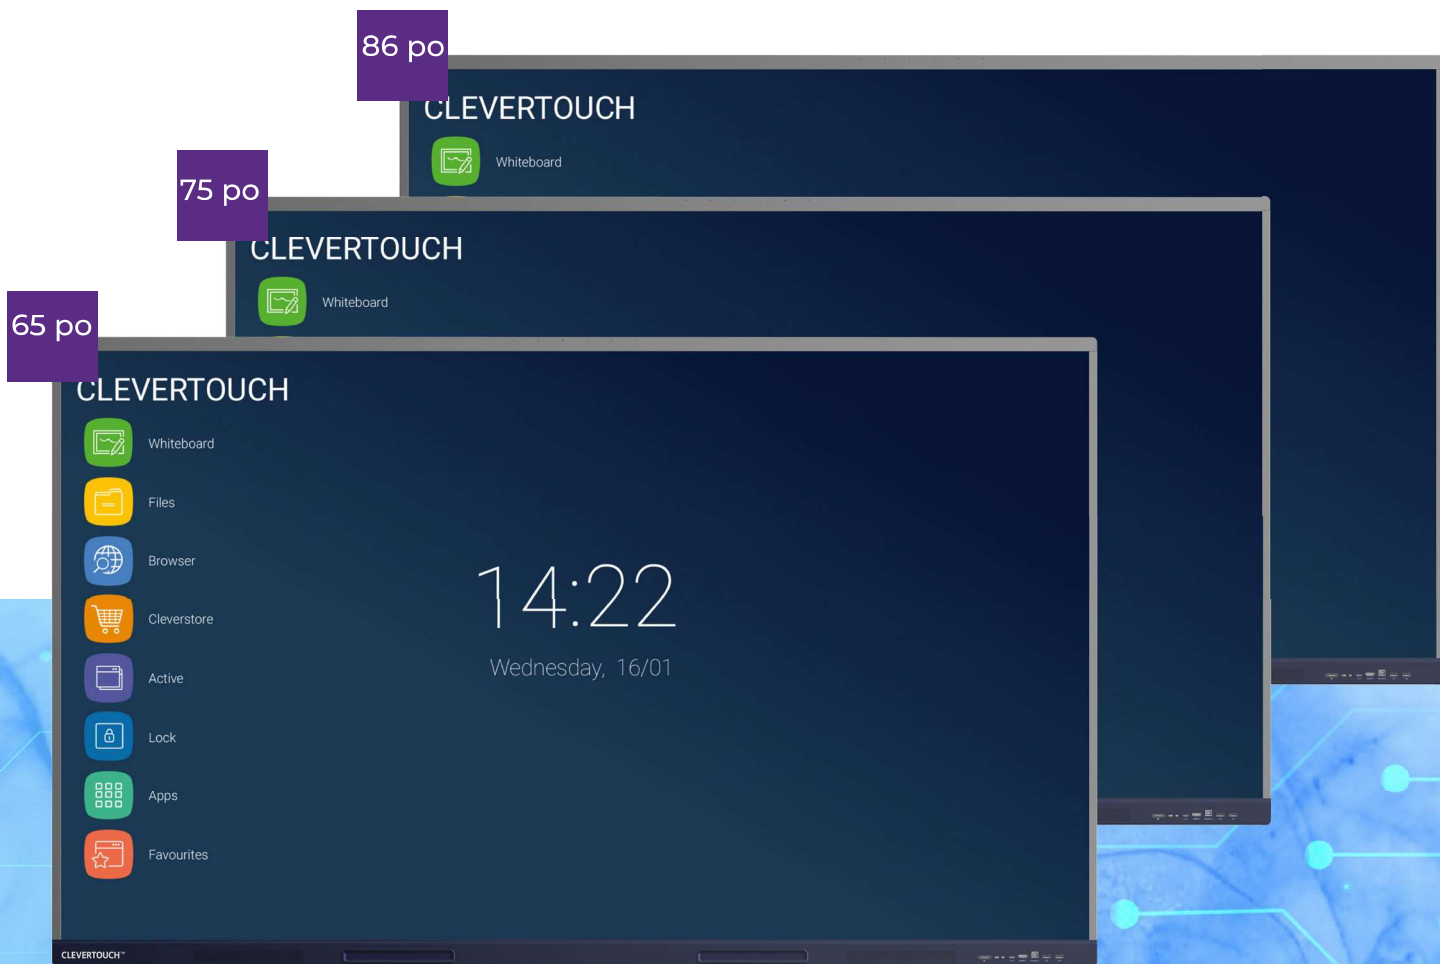 86 po
CLEVERTOUCH
Whiteboard
75 po
CLEVERTOUCH
Whiteboard
65 po
CLEVERTOUCH
Whiteboard
Files
Browser
Cleverstore
Active
Lock
Apps
Favourites
14:22
Wednesday, 16/01
CLEVERTOUCH™